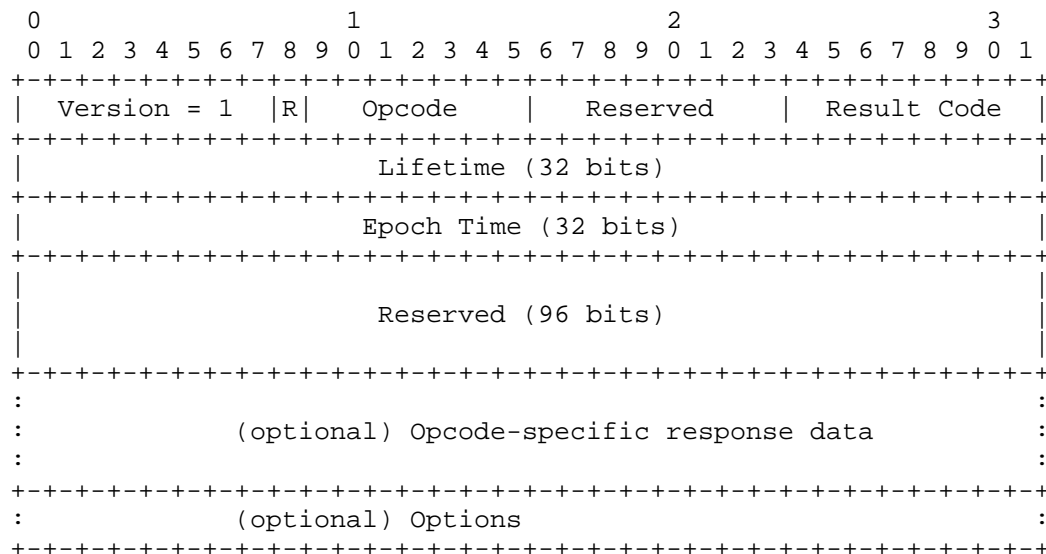 0                   1                   2                   3
 0 1 2 3 4 5 6 7 8 9 0 1 2 3 4 5 6 7 8 9 0 1 2 3 4 5 6 7 8 9 0 1
+-+-+-+-+-+-+-+-+-+-+-+-+-+-+-+-+-+-+-+-+-+-+-+-+-+-+-+-+-+-+-+-+
|  Version = 1  |R|   Opcode    |   Reserved    |  Result Code  |
+-+-+-+-+-+-+-+-+-+-+-+-+-+-+-+-+-+-+-+-+-+-+-+-+-+-+-+-+-+-+-+-+
|                      Lifetime (32 bits)                       |
+-+-+-+-+-+-+-+-+-+-+-+-+-+-+-+-+-+-+-+-+-+-+-+-+-+-+-+-+-+-+-+-+
|                     Epoch Time (32 bits)                      |
+-+-+-+-+-+-+-+-+-+-+-+-+-+-+-+-+-+-+-+-+-+-+-+-+-+-+-+-+-+-+-+-+
|                                                               |
|                      Reserved (96 bits)                       |
|                                                               |
+-+-+-+-+-+-+-+-+-+-+-+-+-+-+-+-+-+-+-+-+-+-+-+-+-+-+-+-+-+-+-+-+
:                                                               :
:             (optional) Opcode-specific response data          :
:                                                               :
+-+-+-+-+-+-+-+-+-+-+-+-+-+-+-+-+-+-+-+-+-+-+-+-+-+-+-+-+-+-+-+-+
:             (optional) Options                                :
+-+-+-+-+-+-+-+-+-+-+-+-+-+-+-+-+-+-+-+-+-+-+-+-+-+-+-+-+-+-+-+-+